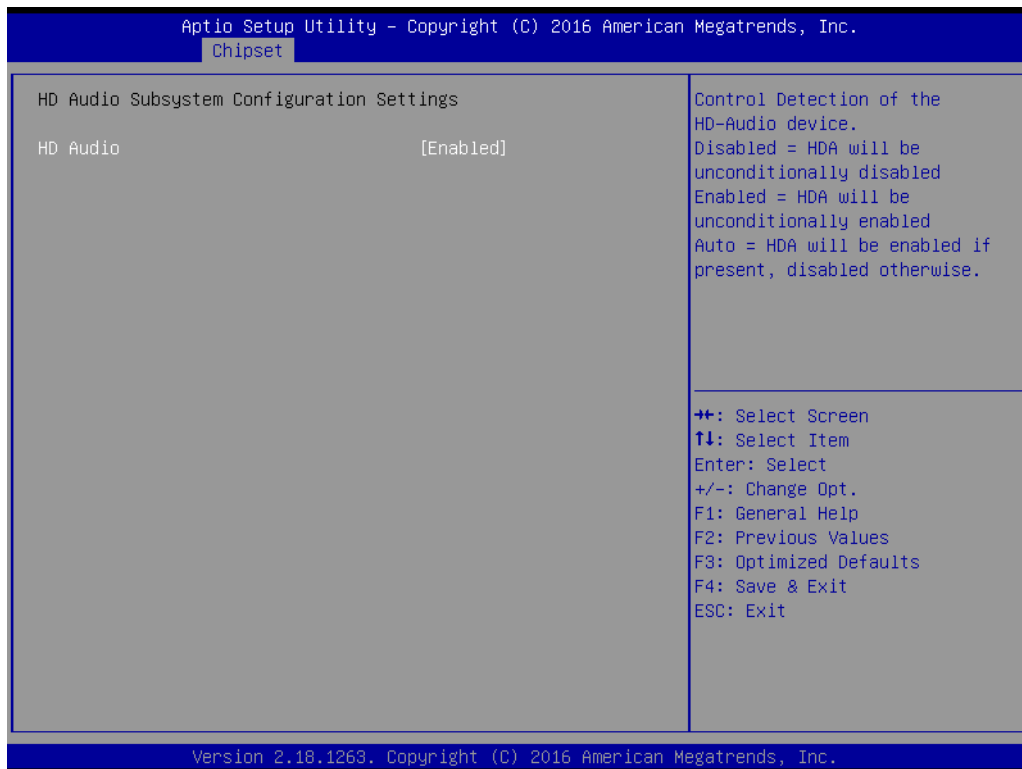 Aptio Setup Utility – Copyright (C) 2016 American Megatrends, Inc.
Chipset
HD Audio Subsystem Configuration Settings
HD Audio [Enabled]
Control Detection of the
HD-Audio device.
Disabled = HDA will be
unconditionally disabled
Enabled = HDA will be
unconditionally enabled
Auto = HDA will be enabled if
present, disabled otherwise.
→←: Select Screen
↑↓: Select Item
Enter: Select
+/-: Change Opt.
F1: General Help
F2: Previous Values
F3: Optimized Defaults
F4: Save & Exit
ESC: Exit
Version 2.18.1263. Copyright (C) 2016 American Megatrends, Inc.